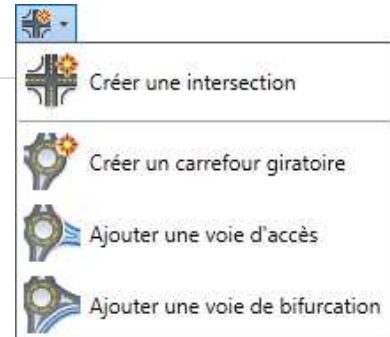 Créer une intersection
Créer un carrefour giratoire
Ajouter une voie d'accès
Ajouter une voie de bifurcation